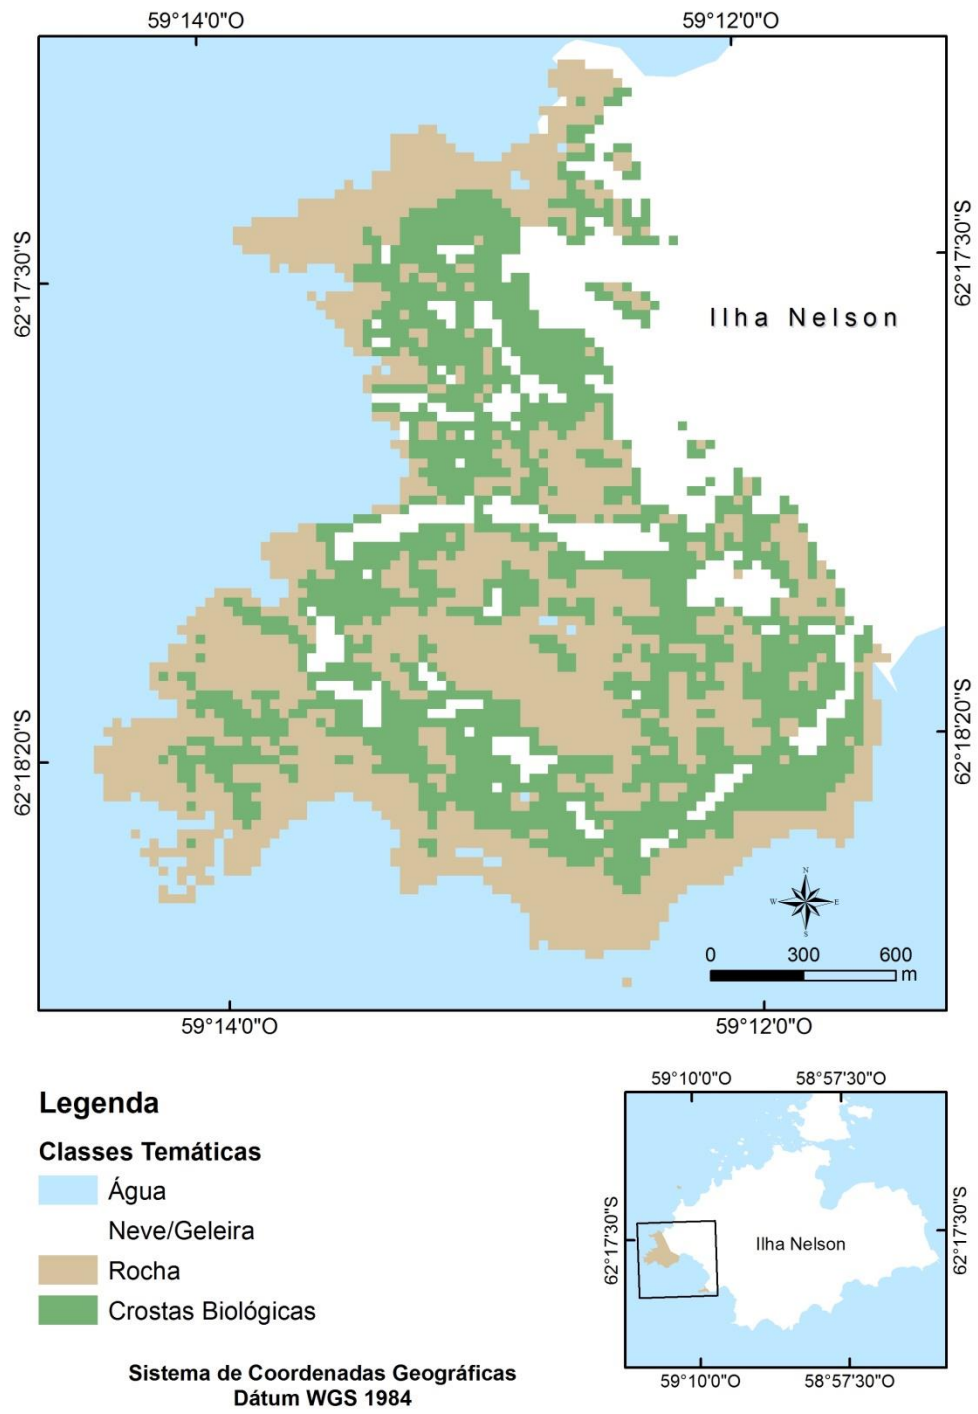 59°14'0"O 59°12'0"O
62°17'30"S
62°17'30"S
Ilha Nelson
62°18'20"S
62°18'20"S
N
W E
S
0 300 600
m
59°14'0"O 59°12'0"O
Legenda
Classes Temáticas
Água
Neve/Geleira
Rocha
Crostas Biológicas
Sistema de Coordenadas Geográficas
Dátum WGS 1984
59°10'0"O 58°57'30"O
62°17'30"S
Ilha Nelson
62°17'30"S
59°10'0"O 58°57'30"O